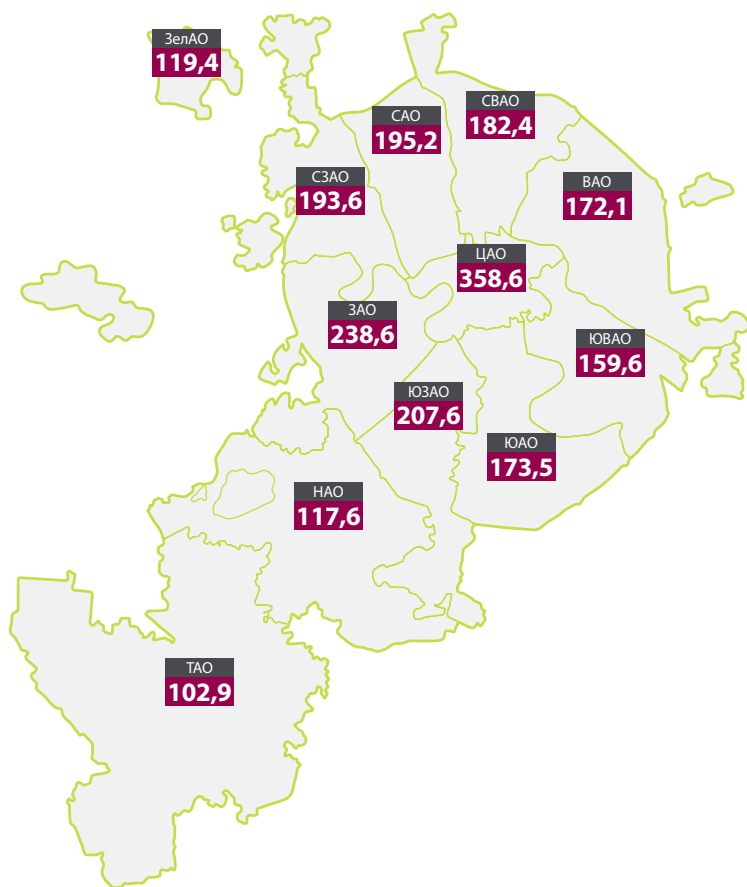 ЗелАО
119,4
СВАО
182,4
САО
195,2
СЗАО
193,6
ВАО
172,1
ЦАО
358,6
ЗАО
238,6
ЮВАО
159,6
ЮЗАО
207,6
ЮАО
173,5
НАО
117,6
ТАО
102,9